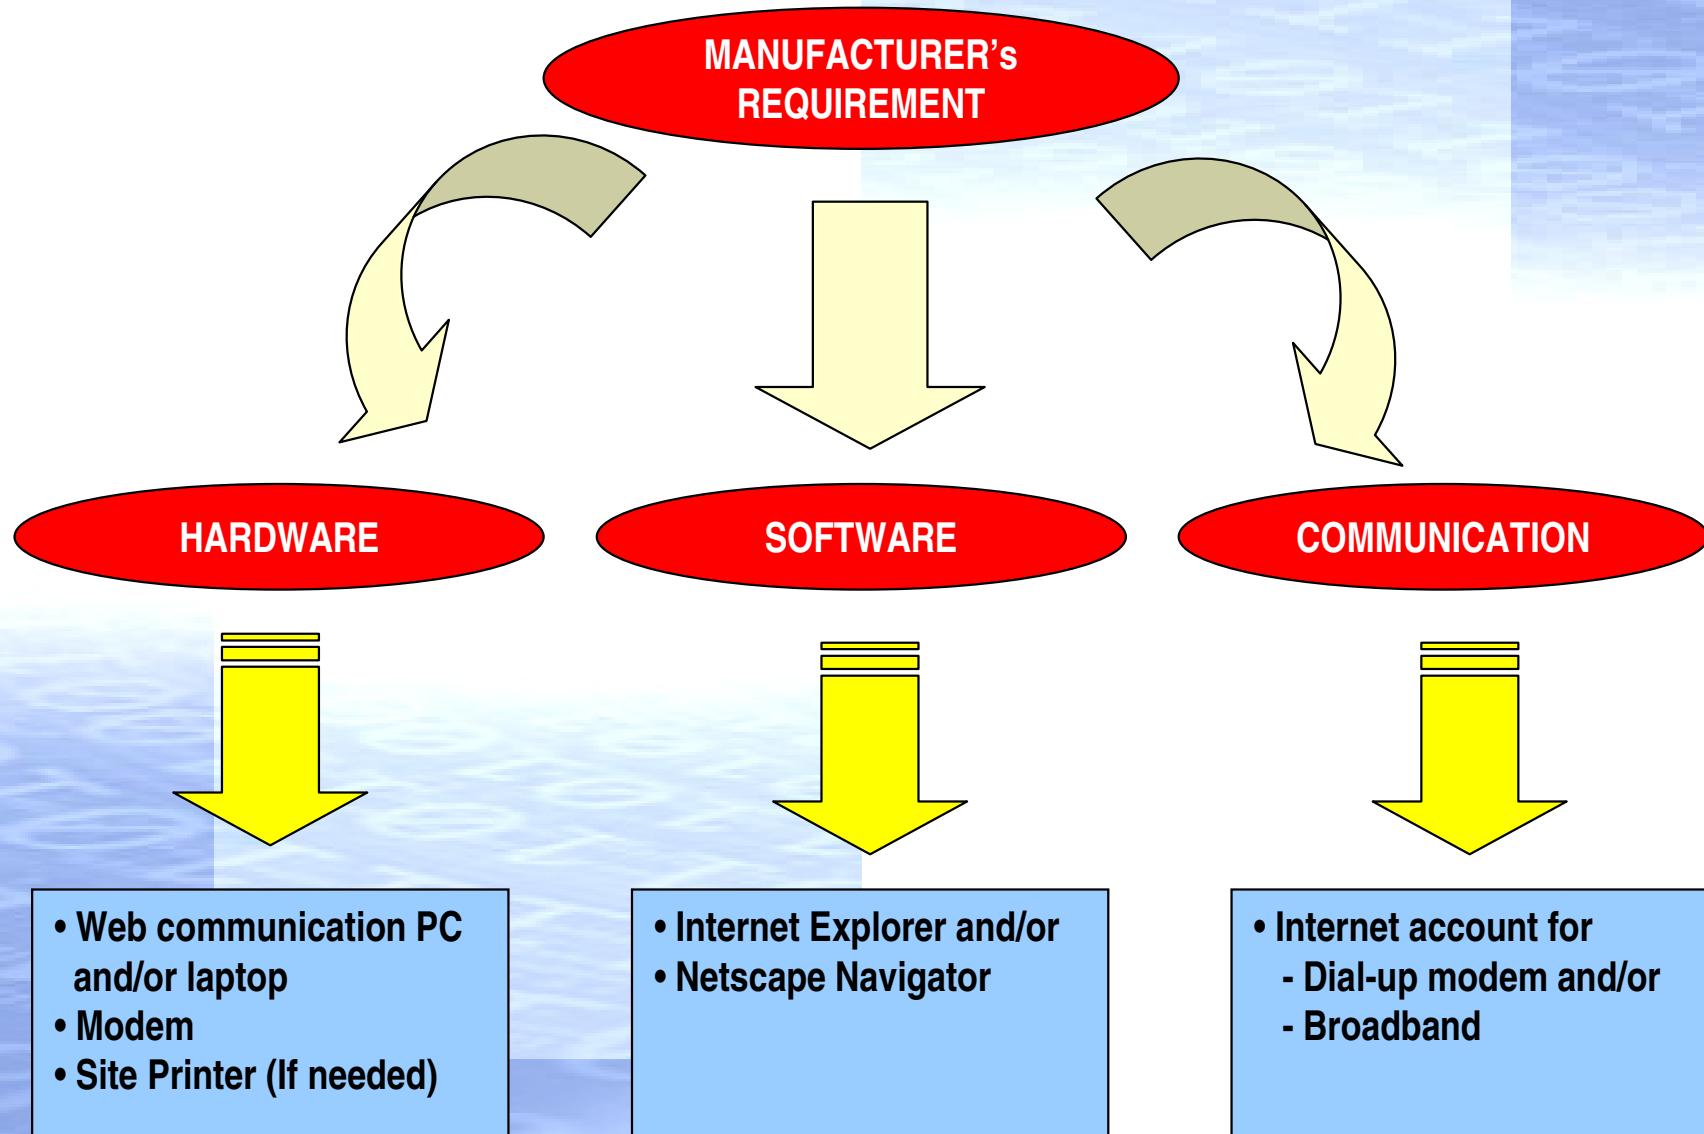 MANUFACTURER's
REQUIREMENT
HARDWARE
SOFTWARE
COMMUNICATION
• Web communication PC
and/or laptop
• Modem
• Site Printer (If needed)
• Internet Explorer and/or
• Netscape Navigator
• Internet account for
- Dial-up modem and/or
- Broadband